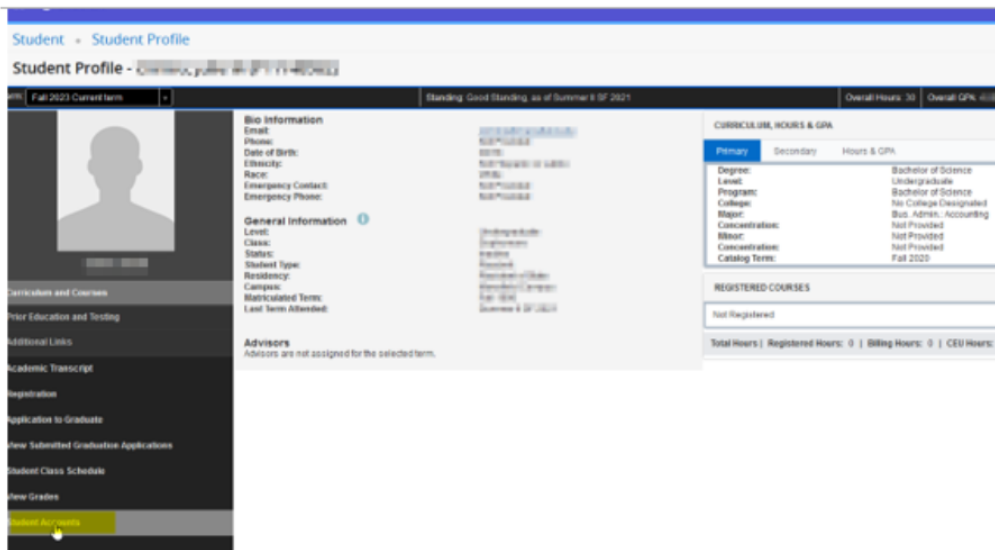 Student Student Profile
Student Profile -
Fall 2023 Current term
Standing: Good Standing, as of Summer II SF 2021
Overall Hours: 30
Overall GPA:
Bio Information
Email:
Phone:
Date of Birth:
Ethnicity:
Race:
Emergency Contact:
Emergency Phone:
General Information
Level:
Class:
Status:
Student Type:
Residency:
Campus:
Matriculated Term:
Last Term Attended:
Advisors
Advisors are not assigned for the selected term.
CURRICULUM, HOURS & GPA
Primary Secondary Hours & GPA
Degree: Bachelor of Science
Level: Undergraduate
Program: Bachelor of Science
College: No College Designated
Major: Bus. Admin.: Accounting
Concentration: Not Provided
Minor: Not Provided
Concentration: Not Provided
Catalog Term: Fall 2020
REGISTERED COURSES
Not Registered
Total Hours | Registered Hours: 0 | Billing Hours: 0 | CEU Hours:
Curriculum and Courses
Prior Education and Testing
Additional Links
Academic Transcript
Registration
Application to Graduate
View Submitted Graduation Applications
Student Class Schedule
View Grades
Student Accounts